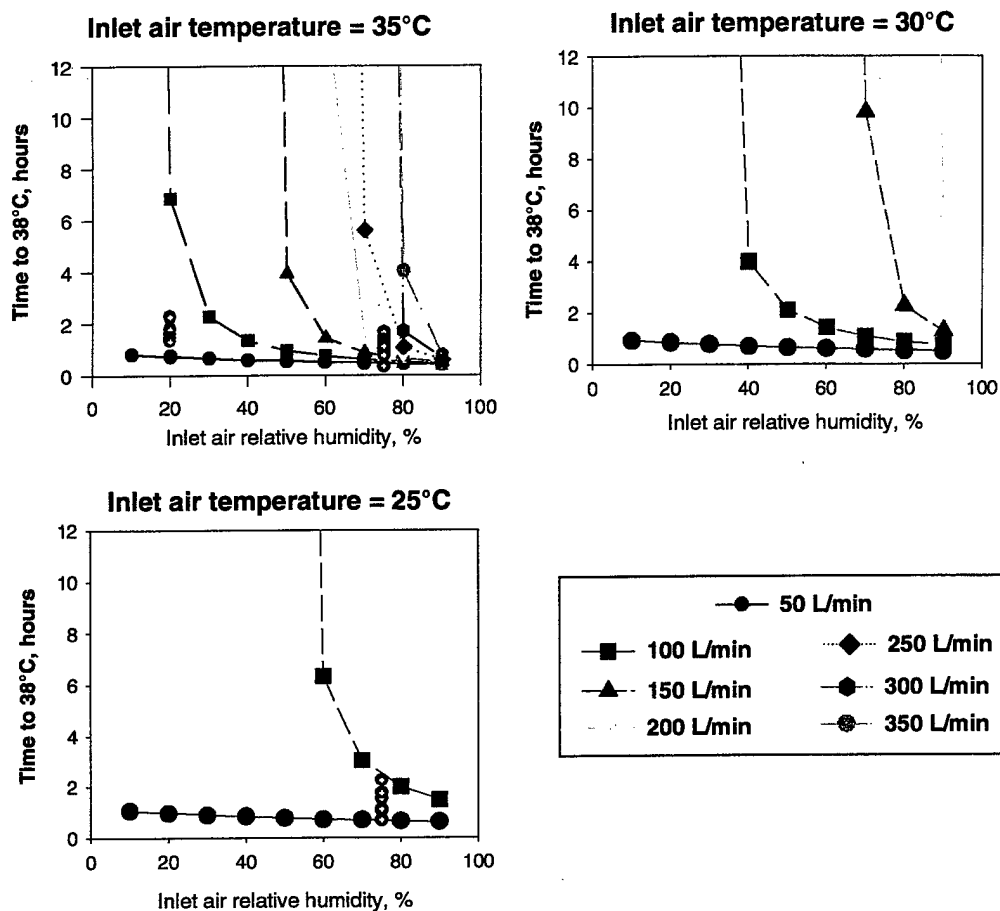 Inlet air temperature = 35°C
12
10
8
6
4
2
0
Time to 38°C, hours
0 20 40 60 80 100
Inlet air relative humidity, %
Inlet air temperature = 30°C
12
10
8
6
4
2
0
Time to 38°C, hours
0 20 40 60 80 100
Inlet air relative humidity, %
Inlet air temperature = 25°C
12
10
8
6
4
2
0
Time to 38°C, hours
0 20 40 60 80 100
Inlet air relative humidity, %
50 L/min
100 L/min
250 L/min
150 L/min
300 L/min
200 L/min
350 L/min